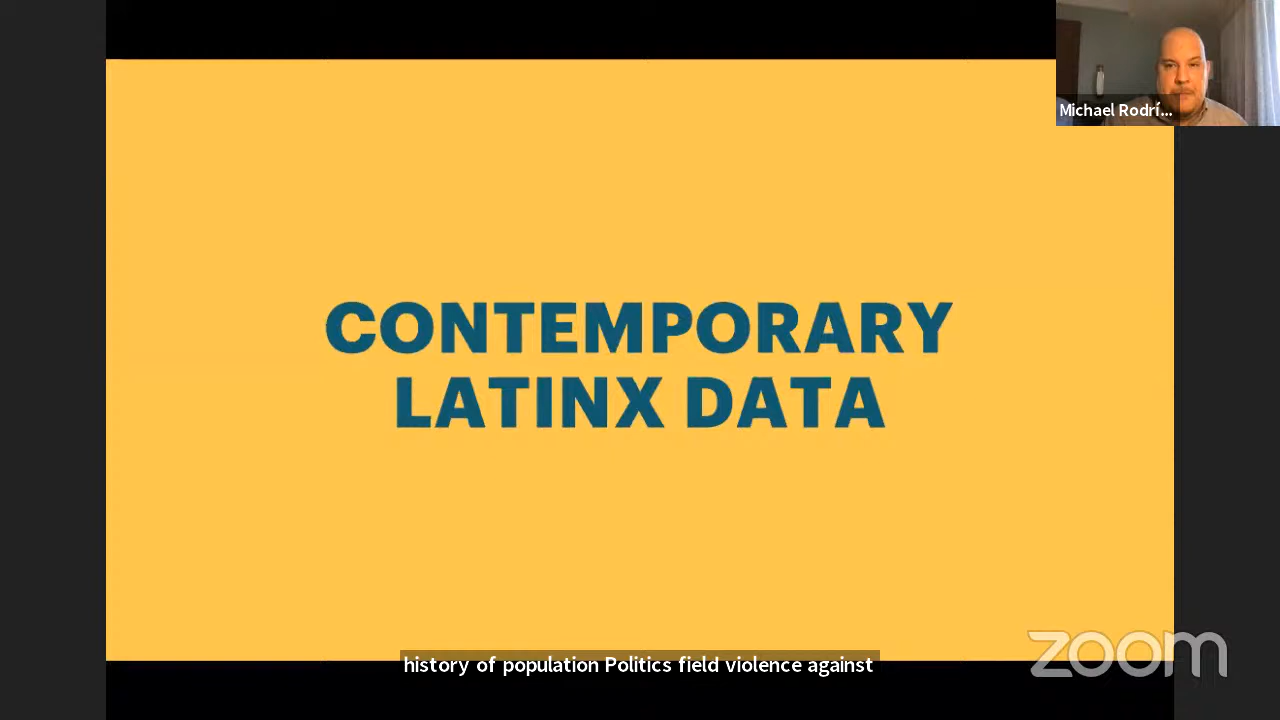 Michael Rodrí...
CONTEMPORARY
LATINX DATA
zoom
history of population Politics field violence against